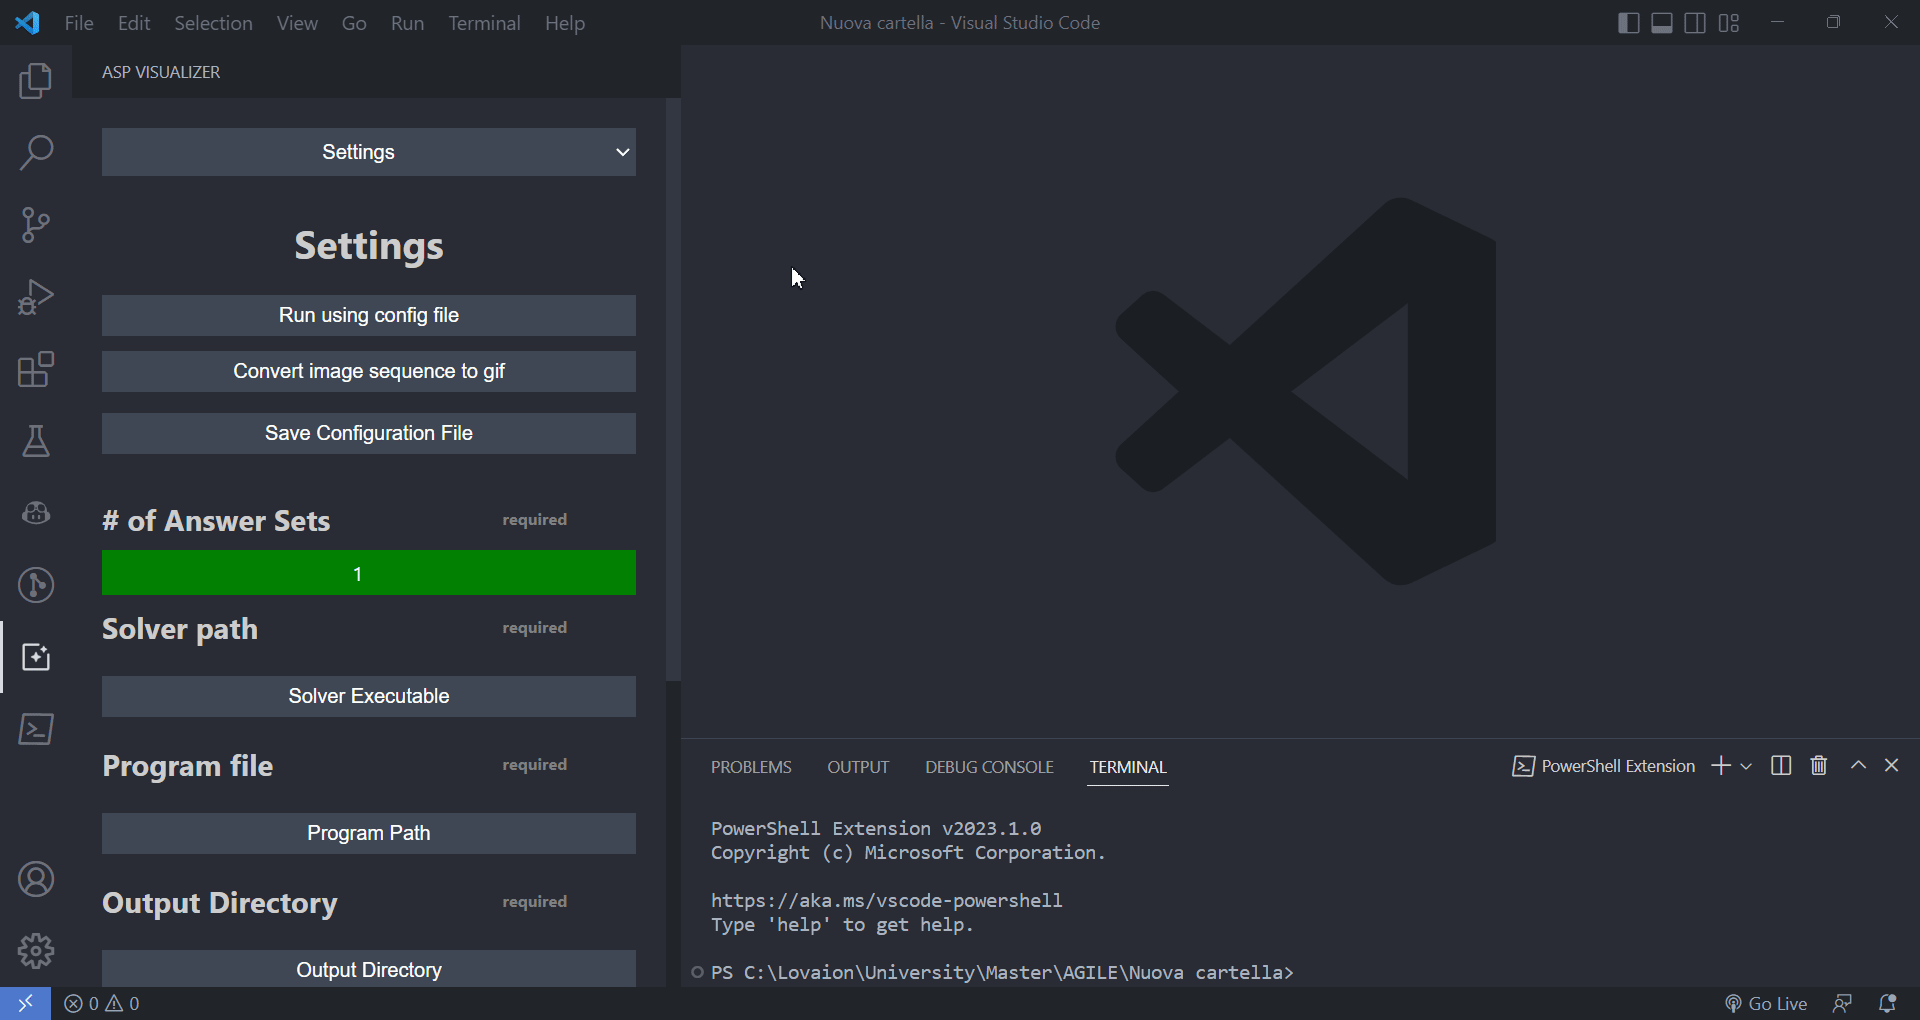 File Edit Selection View Go Run Terminal Help
Nuova cartella - Visual Studio Code
ASP VISUALIZER
Settings
Settings
Run using config file
Convert image sequence to gif
Save Configuration File
# of Answer Sets required
1
Solver path required
Solver Executable
Program file required
Program Path
Output Directory required
Output Directory
PROBLEMS OUTPUT DEBUG CONSOLE TERMINAL
PowerShell Extension
PowerShell Extension v2023.1.0
Copyright (c) Microsoft Corporation.
https://aka.ms/vscode-powershell
Type 'help' to get help.
PS C:\Lovaion\University\Master\AGILE\Nuova cartella>
0 0
Go Live